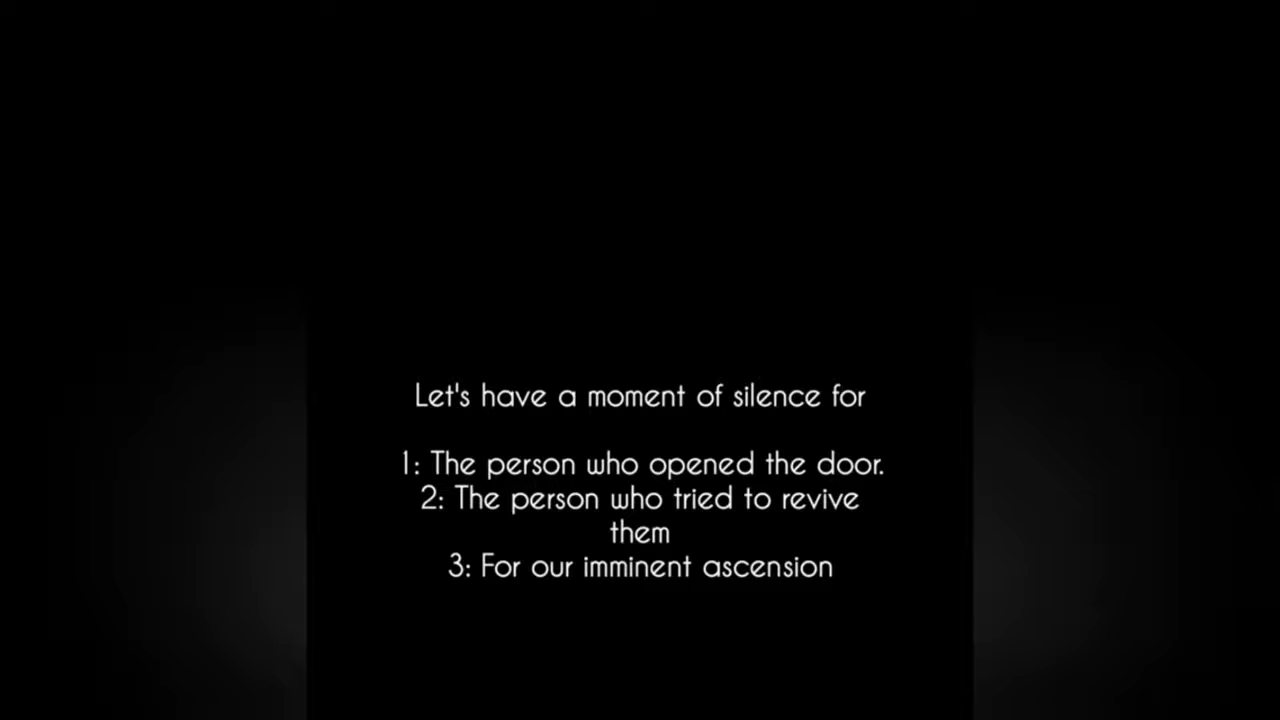 Let's have a moment of silence for
1: The person who opened the door.
2: The person who tried to revive
them
3: For our imminent ascension